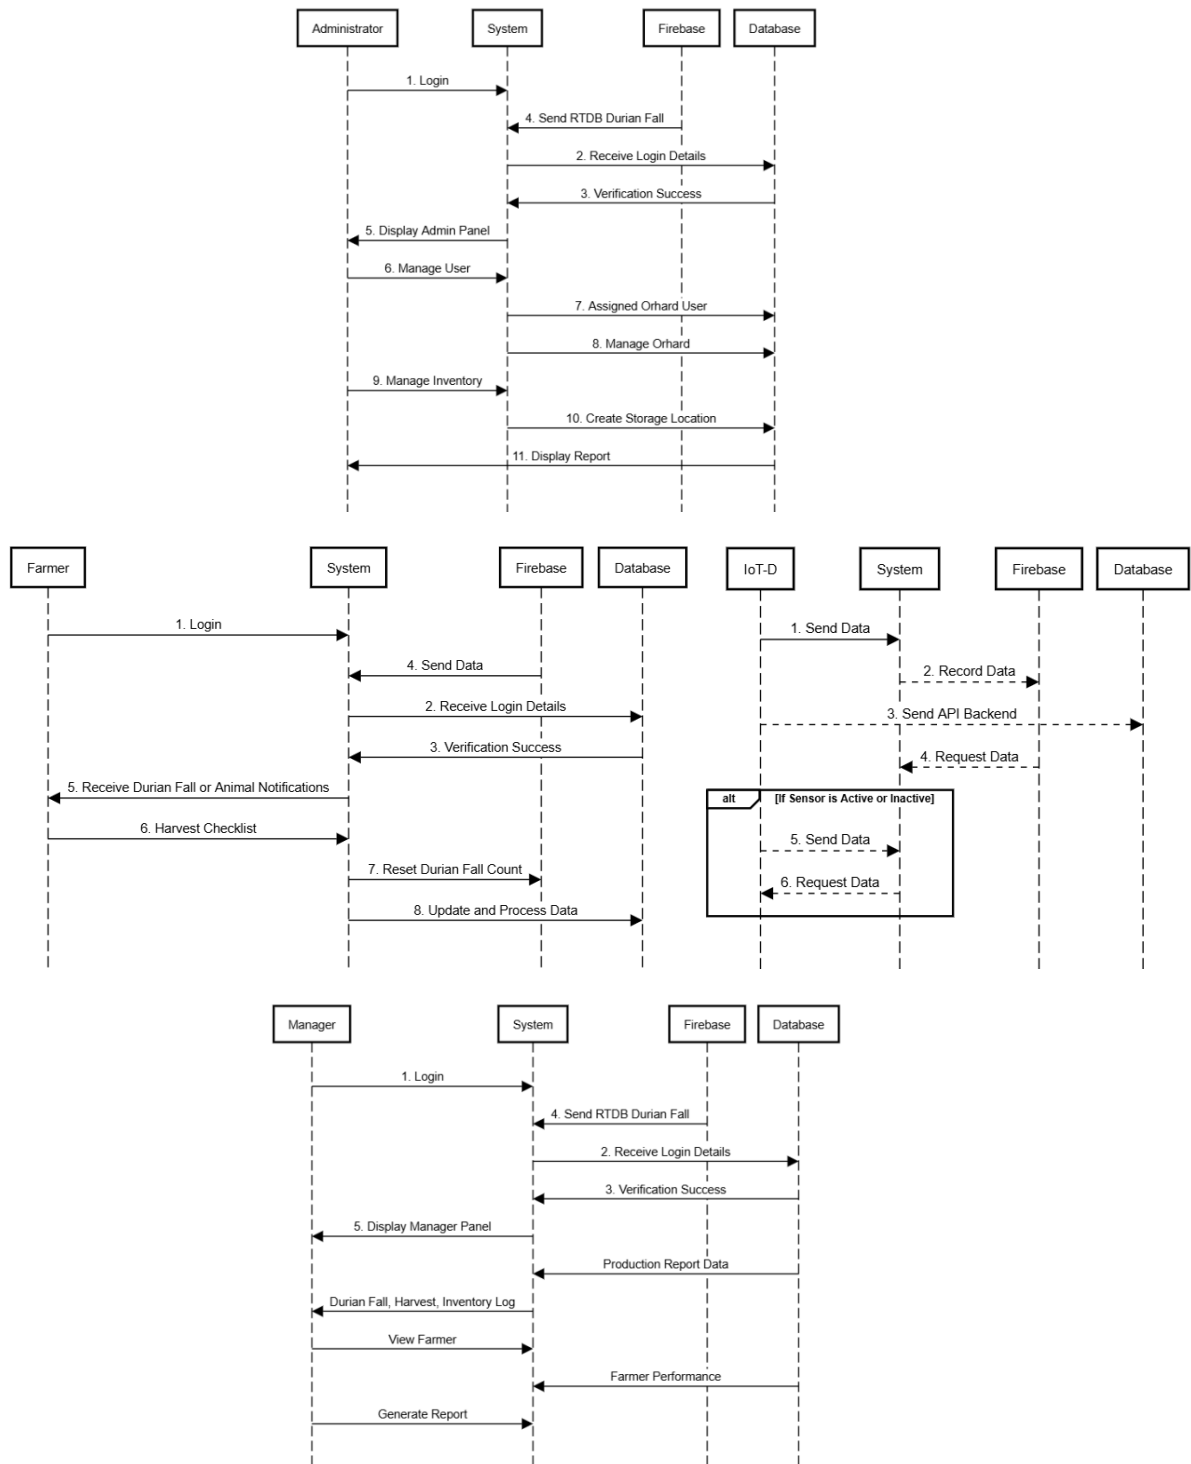 Administrator
System
Firebase
Database
1. Login
4. Send RTDB Durian Fall
2. Receive Login Details
3. Verification Success
5. Display Admin Panel
6. Manage User
7. Assigned Orhard User
8. Manage Orhard
9. Manage Inventory
10. Create Storage Location
11. Display Report
Farmer
System
Firebase
Database
1. Login
4. Send Data
2. Receive Login Details
3. Verification Success
5. Receive Durian Fall or Animal Notifications
6. Harvest Checklist
7. Reset Durian Fall Count
8. Update and Process Data
IoT-D
System
Firebase
Database
1. Send Data
2. Record Data
3. Send API Backend
4. Request Data
alt
[If Sensor is Active or Inactive]
5. Send Data
6. Request Data
Manager
System
Firebase
Database
1. Login
4. Send RTDB Durian Fall
2. Receive Login Details
3. Verification Success
5. Display Manager Panel
Production Report Data
Durian Fall, Harvest, Inventory Log
View Farmer
Farmer Performance
Generate Report